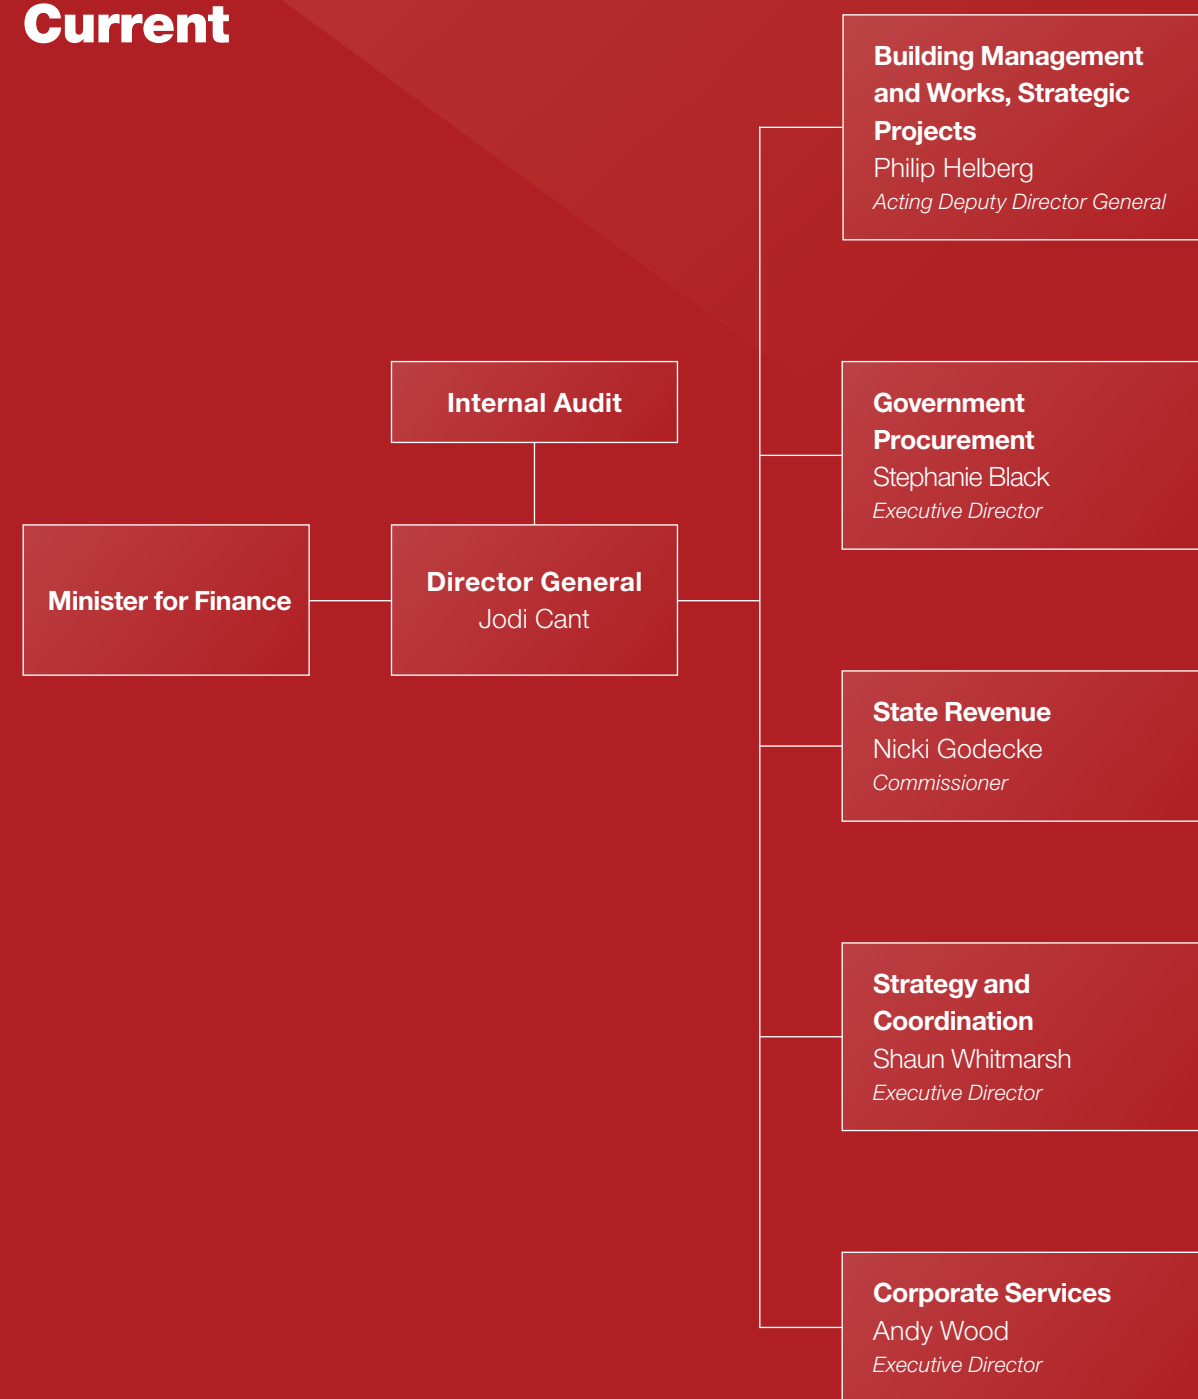 Current
Building Management
and Works, Strategic
Projects
Philip Helberg
Acting Deputy Director General
Internal Audit
Government
Procurement
Stephanie Black
Executive Director
Minister for Finance
Director General
Jodi Cant
State Revenue
Nicki Godecke
Commissioner
Strategy and
Coordination
Shaun Whitmarsh
Executive Director
Corporate Services
Andy Wood
Executive Director